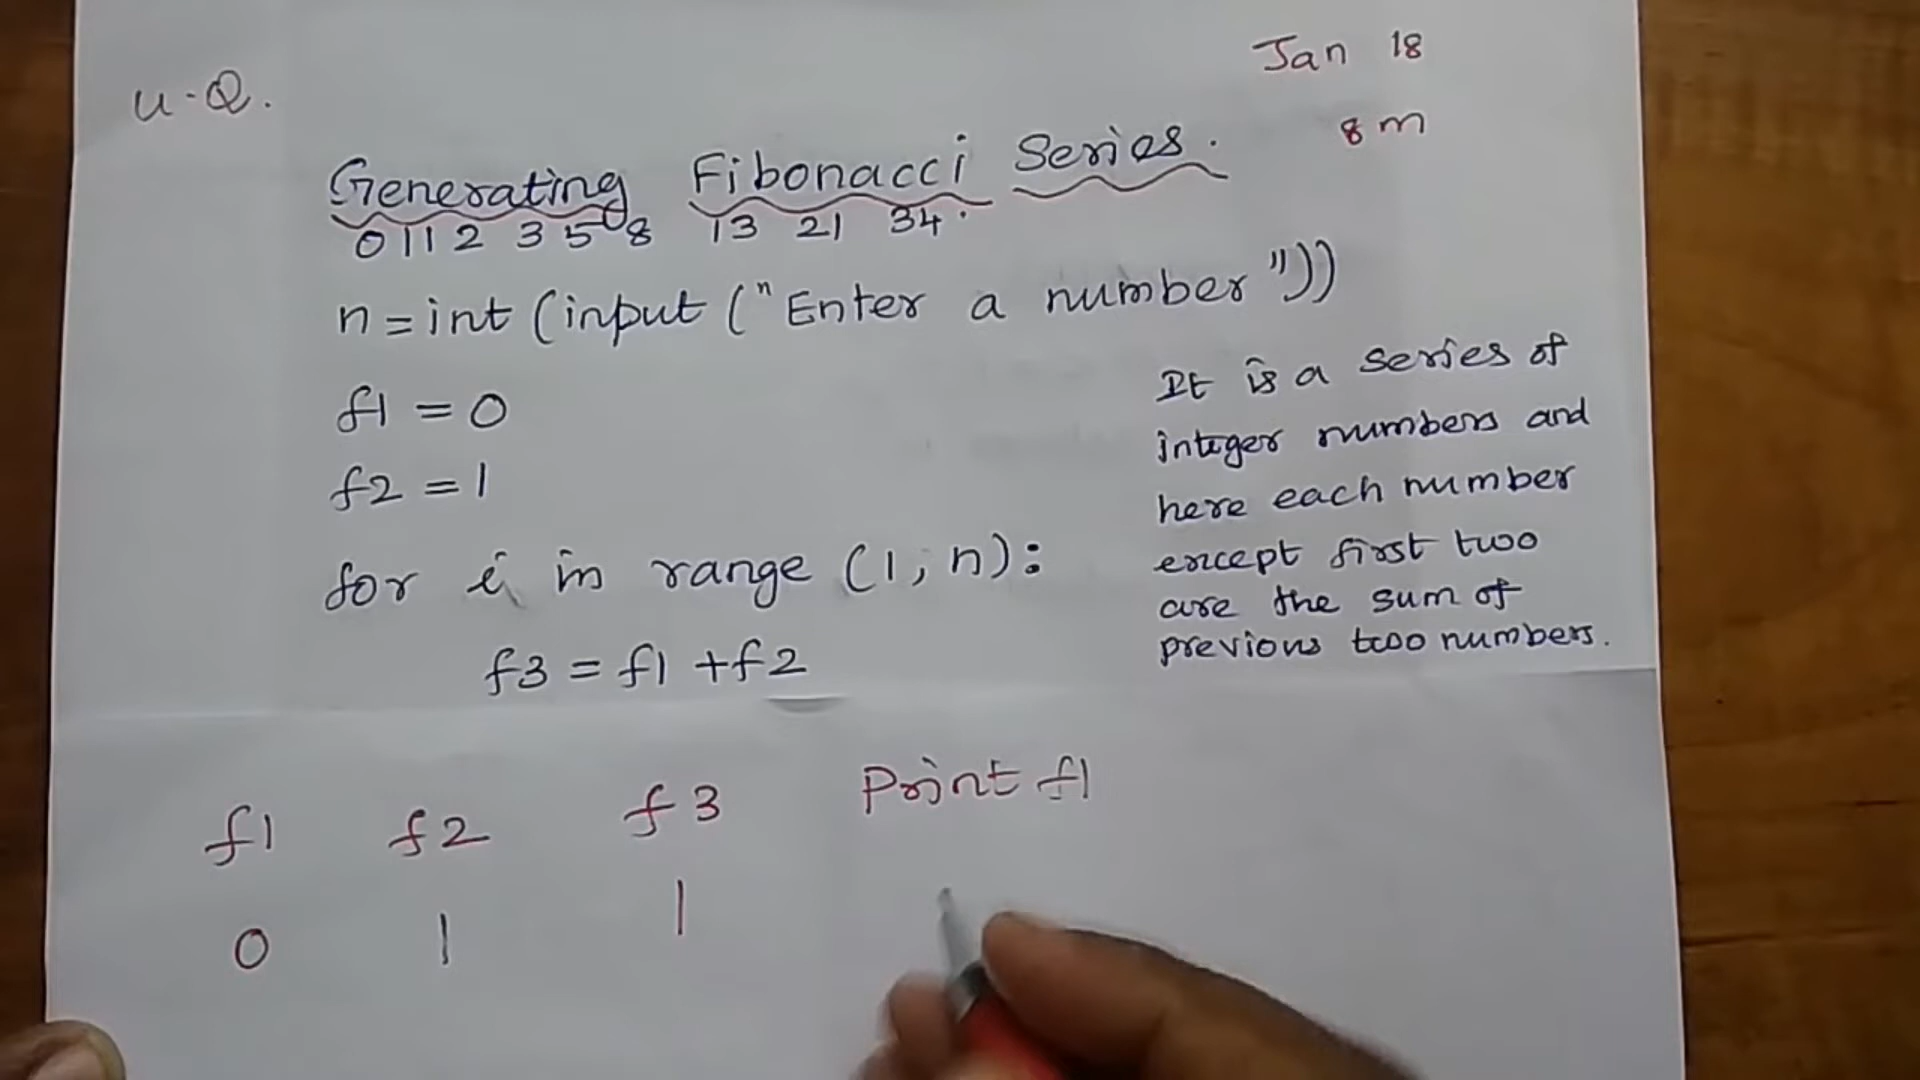 Jan 18
U.Q.
8 m
Generating Fibonacci Series.
0 1 1 2 3 5 8 13 21 34.
n = int (input ("Enter a number"))
f1 = 0
f2 = 1
for i in range (1, n):
f3 = f1 + f2
It is a series of
integer numbers and
here each number
except first two
are the sum of
previous two numbers.
f1 f2 f3 Print f1
0 1 1